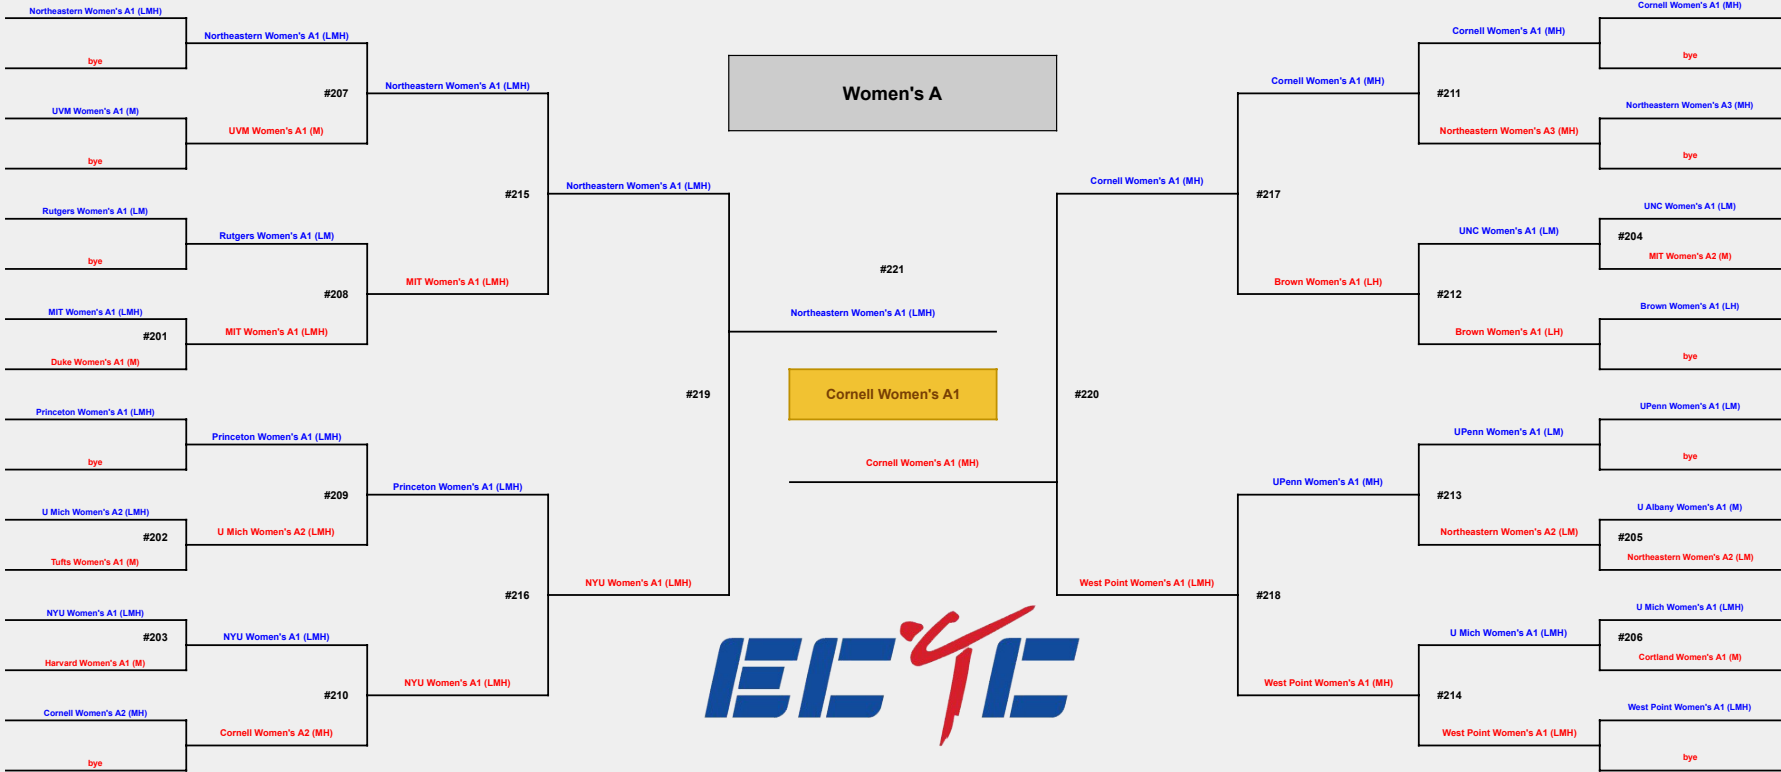 Northeastern Women's A1 (LMH)
bye
UVM Women's A1 (M)
bye
Rutgers Women's A1 (LM)
bye
MIT Women's A1 (LMH)
#201
Duke Women's A1 (M)
Princeton Women's A1 (LMH)
bye
U Mich Women's A2 (LMH)
#202
Tufts Women's A1 (M)
NYU Women's A1 (LMH)
#203
Harvard Women's A1 (M)
Cornell Women's A2 (MH)
bye
Northeastern Women's A1 (LMH)
#207
UVM Women's A1 (M)
Rutgers Women's A1 (LM)
#208
MIT Women's A1 (LMH)
Princeton Women's A1 (LMH)
#209
U Mich Women's A2 (LMH)
NYU Women's A1 (LMH)
#210
Cornell Women's A2 (MH)
Northeastern Women's A1 (LMH)
#215
MIT Women's A1 (LMH)
Princeton Women's A1 (LMH)
#216
NYU Women's A1 (LMH)
Northeastern Women's A1 (LMH)
#219
NYU Women's A1 (LMH)
Women's A
#221
Northeastern Women's A1 (LMH)
Cornell Women's A1
Cornell Women's A1 (MH)
ECTC
Cornell Women's A1 (MH)
#220
West Point Women's A1 (LMH)
Cornell Women's A1 (MH)
#217
Brown Women's A1 (LH)
UPenn Women's A1 (MH)
#218
West Point Women's A1 (MH)
Cornell Women's A1 (MH)
#211
Northeastern Women's A3 (MH)
UNC Women's A1 (LM)
#212
Brown Women's A1 (LH)
UPenn Women's A1 (LM)
#213
Northeastern Women's A2 (LM)
U Mich Women's A1 (LMH)
#214
West Point Women's A1 (LMH)
Cornell Women's A1 (MH)
bye
Northeastern Women's A3 (MH)
bye
UNC Women's A1 (LM)
#204
MIT Women's A2 (M)
Brown Women's A1 (LH)
bye
UPenn Women's A1 (LM)
bye
U Albany Women's A1 (M)
#205
Northeastern Women's A2 (LM)
U Mich Women's A1 (LMH)
#206
Cortland Women's A1 (M)
West Point Women's A1 (LMH)
bye